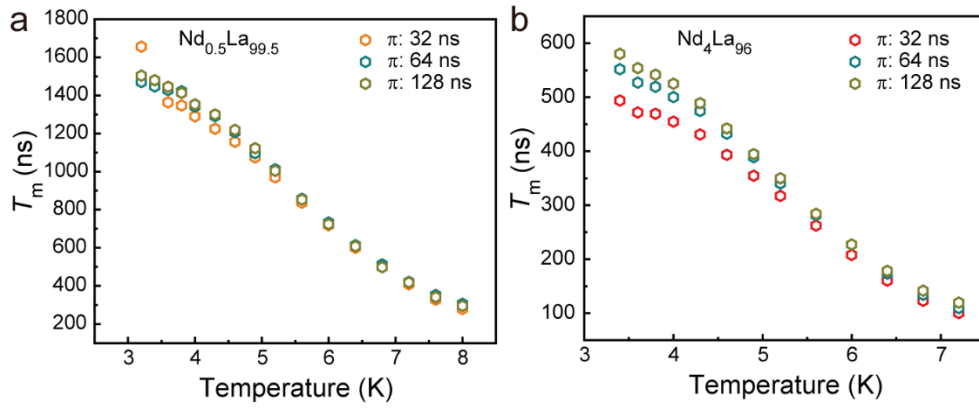 a
Nd0.5La99.5
π: 32 ns
π: 64 ns
π: 128 ns
Tm (ns)
1800
1600
1400
1200
1000
800
600
400
200
3 4 5 6 7 8
Temperature (K)
b
Nd4La96
π: 32 ns
π: 64 ns
π: 128 ns
Tm (ns)
600
500
400
300
200
100
3 4 5 6 7
Temperature (K)